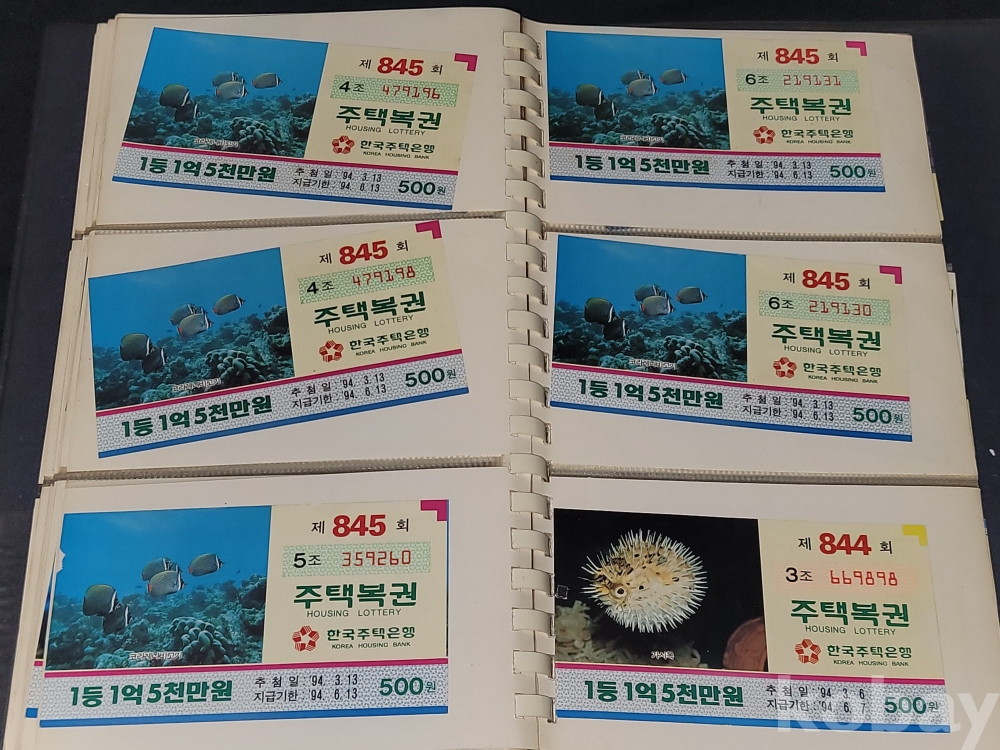 제 845 회
4조 479196
주택복권
HOUSING LOTTERY
한국주택은행
KOREA HOUSING BANK
1등 1억 5천만원
추첨일 '94. 3.13
지급기한 '94. 6.13
500원
제 845 회
6조 219131
주택복권
HOUSING LOTTERY
한국주택은행
KOREA HOUSING BANK
1등 1억 5천만원
추첨일 '94. 3.13
지급기한 '94. 6.13
500원
제 845 회
4조 479198
주택복권
HOUSING LOTTERY
한국주택은행
KOREA HOUSING BANK
1등 1억 5천만원
추첨일 '94. 3.13
지급기한 '94. 6.13
500원
제 845 회
6조 219130
주택복권
HOUSING LOTTERY
한국주택은행
KOREA HOUSING BANK
1등 1억 5천만원
추첨일 '94. 3.13
지급기한 '94. 6.13
500원
제 845 회
5조 359260
주택복권
HOUSING LOTTERY
한국주택은행
KOREA HOUSING BANK
1등 1억 5천만원
추첨일 '94. 3.13
지급기한 '94. 6.13
500원
제 844 회
3조 669898
주택복권
HOUSING LOTTERY
한국주택은행
KOREA HOUSING BANK
가시복
1등 1억 5천만원
추첨일 '94. 3. 6
지급기한 '94. 6. 7
500원
kobay